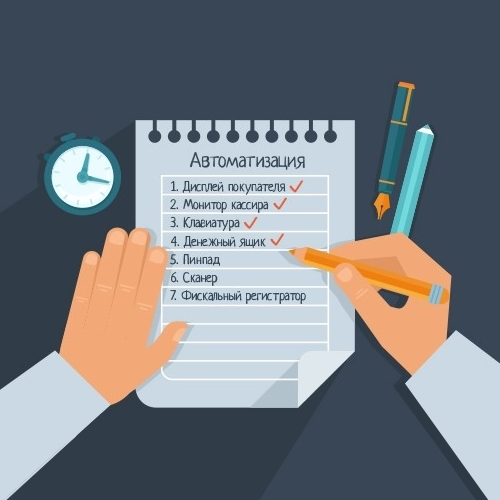 Автоматизация
1. Дисплей покупателя
2. Монитор кассира
3. Клавиатура
4. Денежный ящик
5. Пинпад
6. Сканер
7. Фискальный регистратор